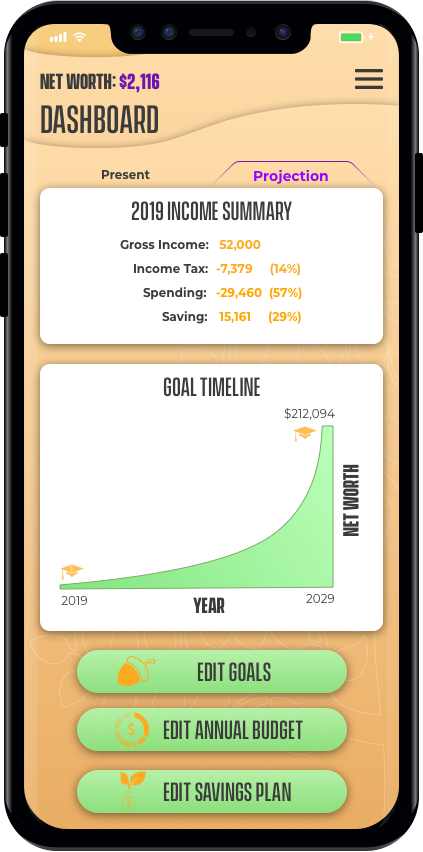 NET WORTH: $2,116
DASHBOARD
Present Projection
2019 INCOME SUMMARY
Gross Income: 52,000
Income Tax: -7,379 (14%)
Spending: -29,460 (57%)
Saving: 15,161 (29%)
GOAL TIMELINE
$212,094
NET WORTH
2019 YEAR 2029
EDIT GOALS
$ EDIT ANNUAL BUDGET
$ EDIT SAVINGS PLAN